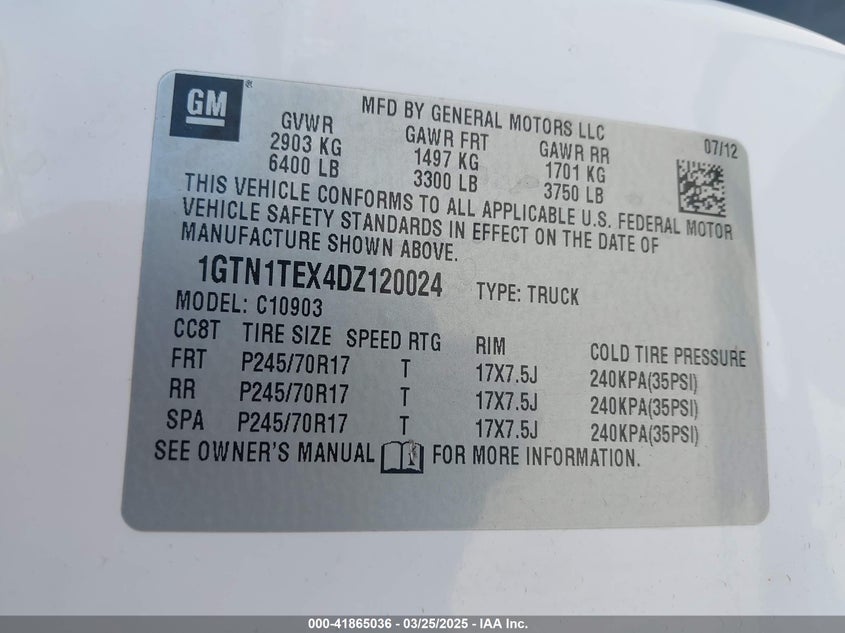 GM ®
MFD BY GENERAL MOTORS LLC
07/12
GVWR GAWR FRT GAWR RR
2903 KG 1497 KG 1701 KG
6400 LB 3300 LB 3750 LB
THIS VEHICLE CONFORMS TO ALL APPLICABLE U.S. FEDERAL MOTOR
VEHICLE SAFETY STANDARDS IN EFFECT ON THE DATE OF
MANUFACTURE SHOWN ABOVE.
1GTN1TEX4DZ120024 TYPE: TRUCK
MODEL: C10903
CC8T TIRE SIZE SPEED RTG RIM COLD TIRE PRESSURE
FRT P245/70R17 T 17X7.5J 240KPA(35PSI)
RR P245/70R17 T 17X7.5J 240KPA(35PSI)
SPA P245/70R17 T 17X7.5J 240KPA(35PSI)
SEE OWNER'S MANUAL FOR MORE INFORMATION.
000-41865036 / 03/25/2025 / IAA Inc.